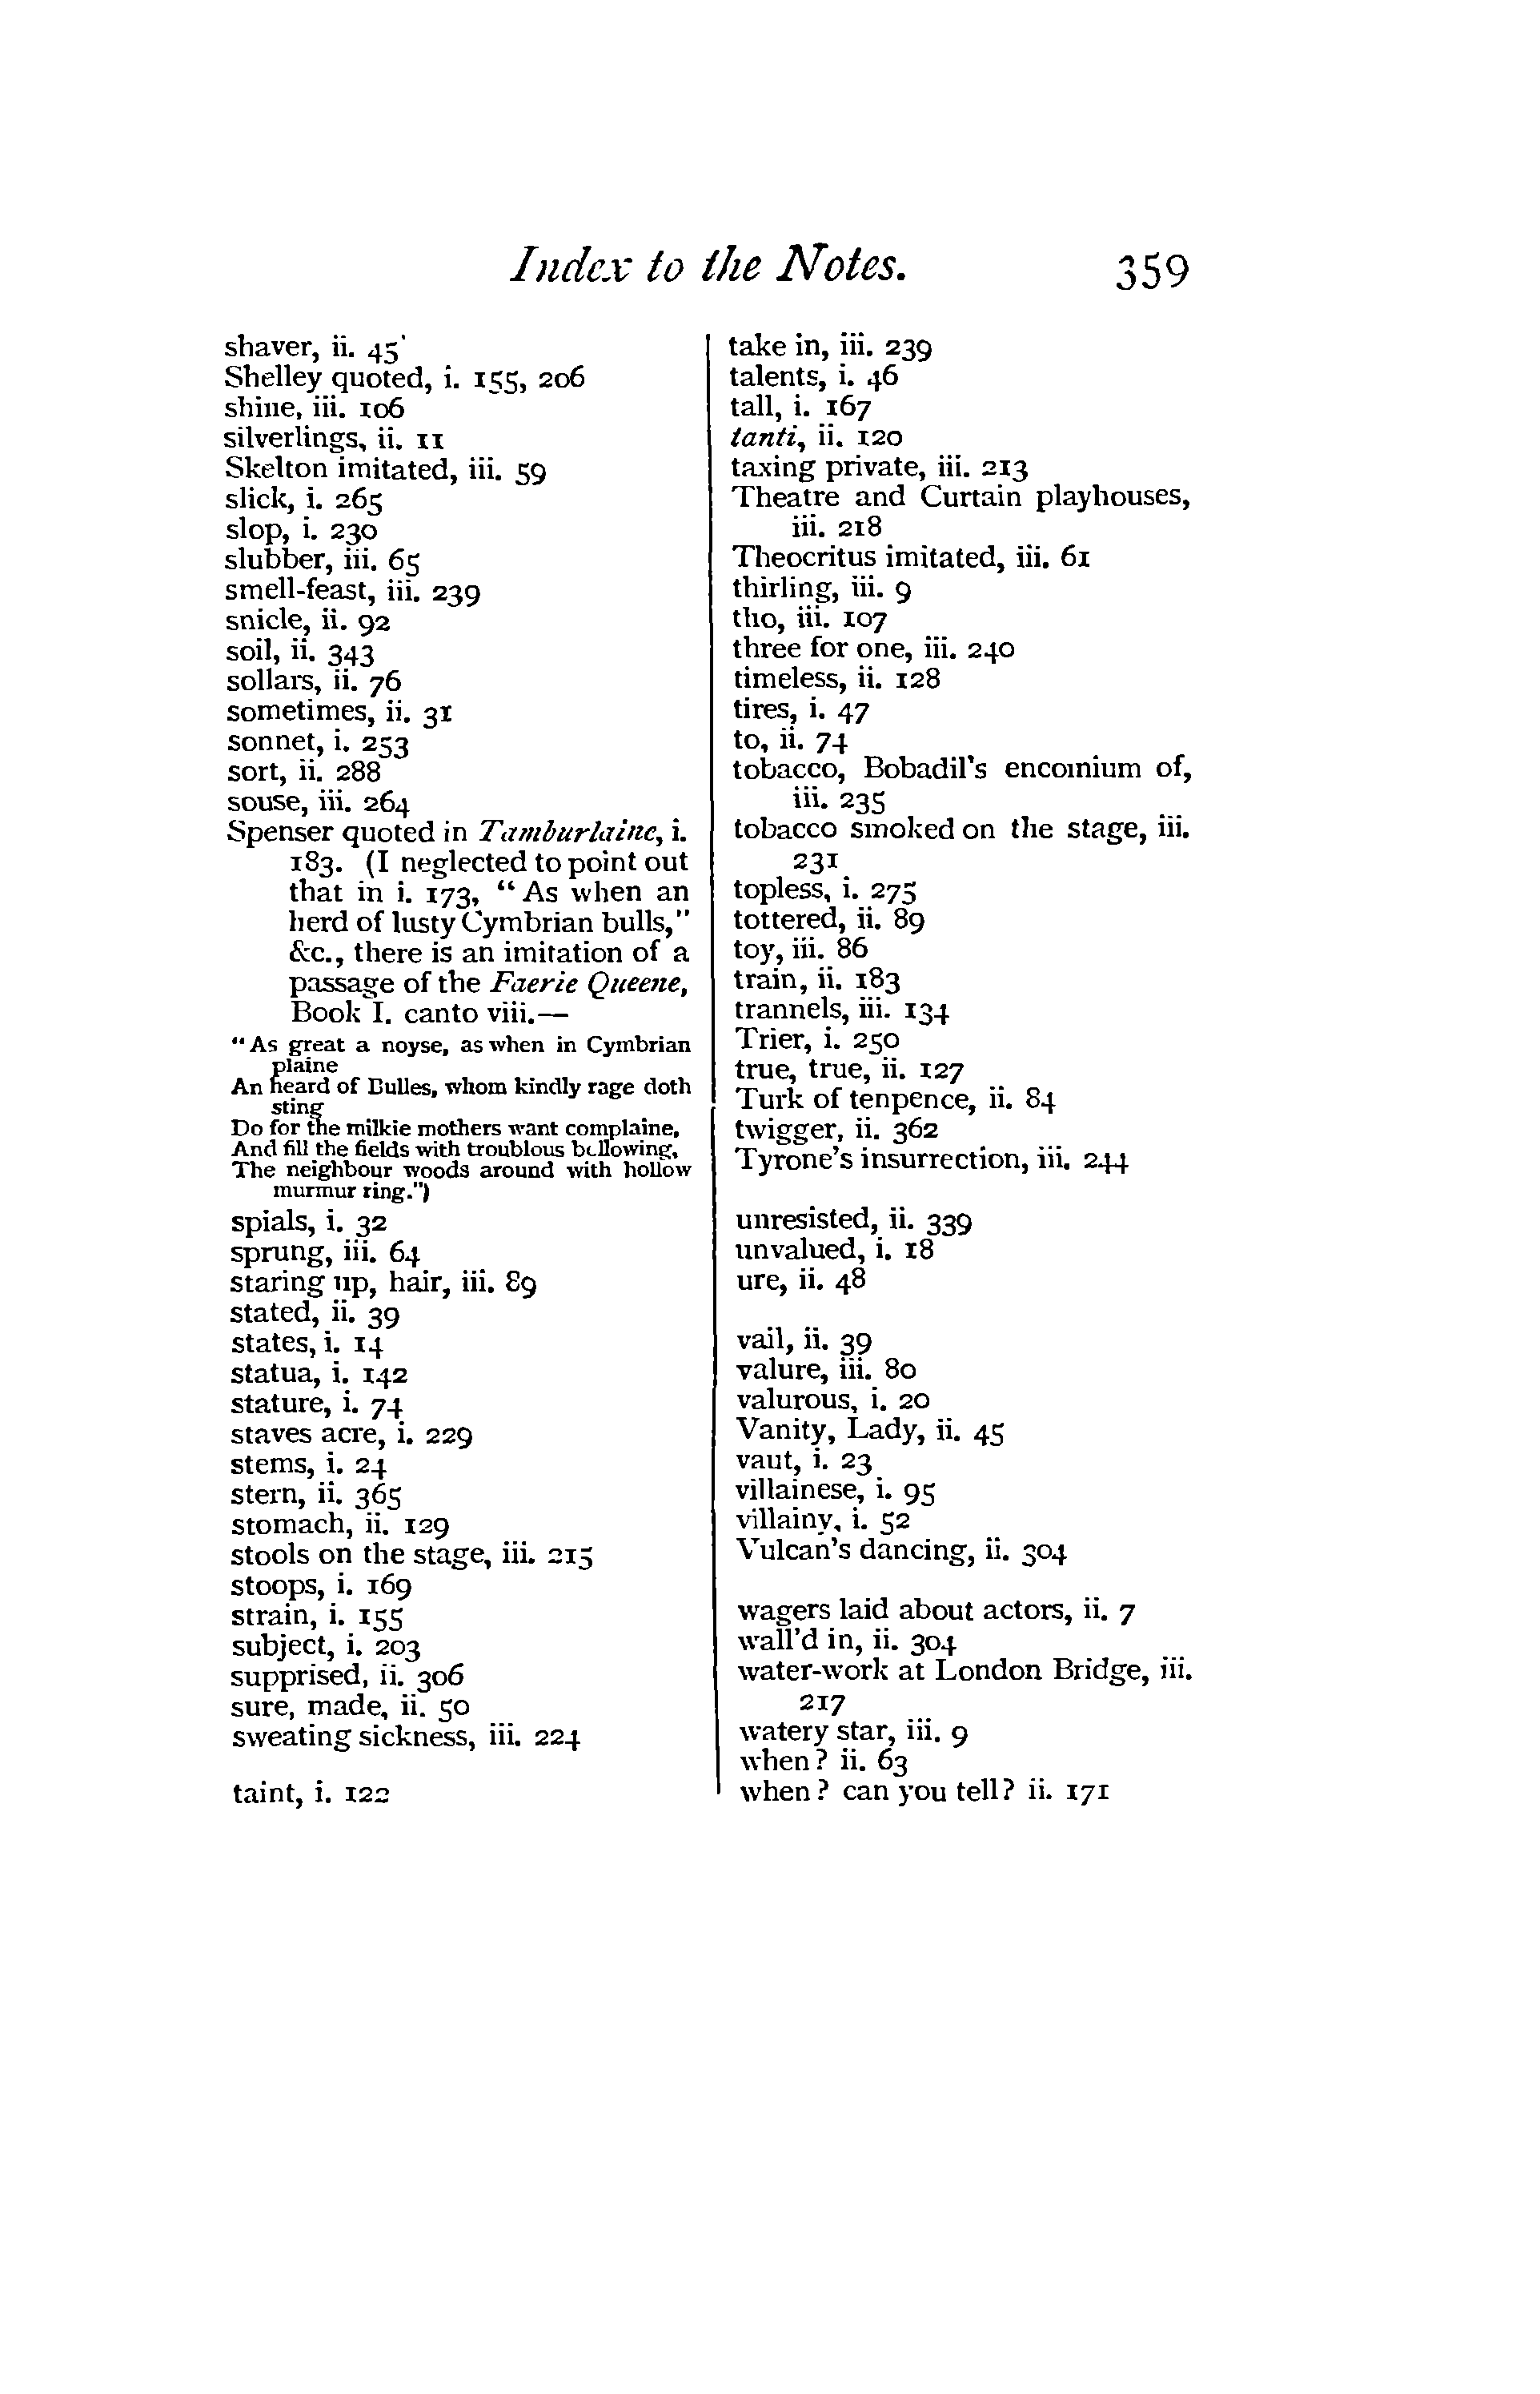 Index to the Notes.
359
shaver, ii. 45
Shelley quoted, i. 155, 206
shine, iii. 106
silverlings, ii. 11
Skelton imitated, iii. 59
slick, i. 265
slop, i. 230
slubber, iii. 65
smell-feast, iii. 239
snicle, ii. 92
soil, ii. 343
sollars, ii. 76
sometimes, ii. 31
sonnet, i. 253
sort, ii. 288
souse, iii. 264
Spenser quoted in Tamburlaine, i.
183. (I neglected to point out
that in i. 173, “As when an
herd of lusty Cymbrian bulls,”
&c., there is an imitation of a
passage of the Faerie Queene,
Book I. canto viii.—
“As great a noyse, as when in Cymbrian
plaine
An heard of Bulles, whom kindly rage doth
sting
Do for the milkie mothers want complaine,
And fill the fields with troublous bellowing,
The neighbour woods around with hollow
murmur ring.”)
spials, i. 32
sprung, iii. 64
staring up, hair, iii. 89
stated, ii. 39
states, i. 14
statua, i. 142
stature, i. 74
staves acre, i. 229
stems, i. 24
stern, ii. 365
stomach, ii. 129
stools on the stage, iii. 215
stoops, i. 169
strain, i. 155
subject, i. 203
supprised, ii. 306
sure, made, ii. 50
sweating sickness, iii. 224
taint, i. 122
take in, iii. 239
talents, i. 46
tall, i. 167
tanti, ii. 120
taxing private, iii. 213
Theatre and Curtain playhouses,
iii. 218
Theocritus imitated, iii. 61
thirling, iii. 9
tho, iii. 107
three for one, iii. 240
timeless, ii. 128
tires, i. 47
to, ii. 74
tobacco, Bobadil’s encomium of,
iii. 235
tobacco smoked on the stage, iii.
231
topless, i. 275
tottered, ii. 89
toy, iii. 86
train, ii. 183
trannels, iii. 134
Trier, i. 250
true, true, ii. 127
Turk of tenpence, ii. 84
twigger, ii. 362
Tyrone’s insurrection, iii. 244
unresisted, ii. 339
unvalued, i. 18
ure, ii. 48
vail, ii. 39
valure, iii. 80
valurous, i. 20
Vanity, Lady, ii. 45
vaut, i. 23
villainese, i. 95
villainy, i. 52
Vulcan’s dancing, ii. 304
wagers laid about actors, ii. 7
wall’d in, ii. 304
water-work at London Bridge, iii.
217
watery star, iii. 9
when? ii. 63
when? can you tell? ii. 171